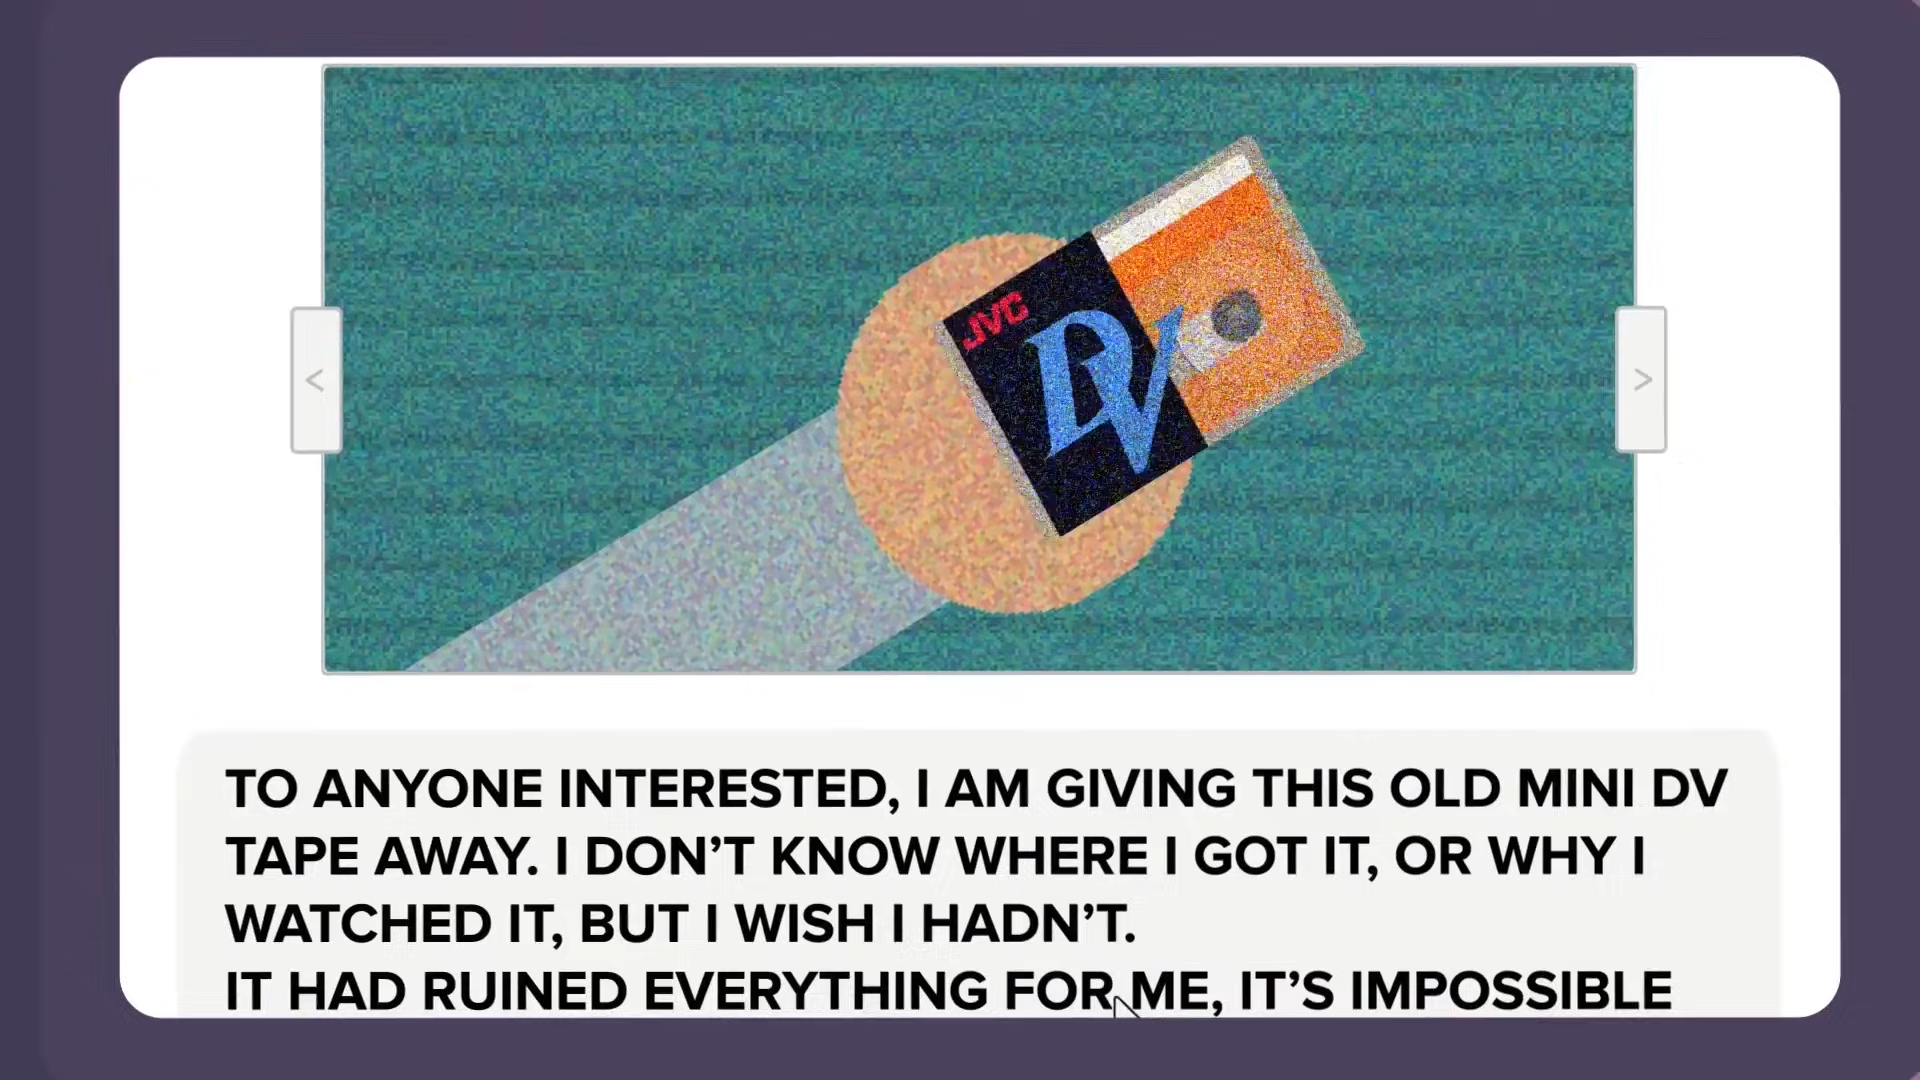 JVC
DV
<
>
TO ANYONE INTERESTED, I AM GIVING THIS OLD MINI DV
TAPE AWAY. I DON’T KNOW WHERE I GOT IT, OR WHY I
WATCHED IT, BUT I WISH I HADN’T.
IT HAD RUINED EVERYTHING FOR ME, IT’S IMPOSSIBLE